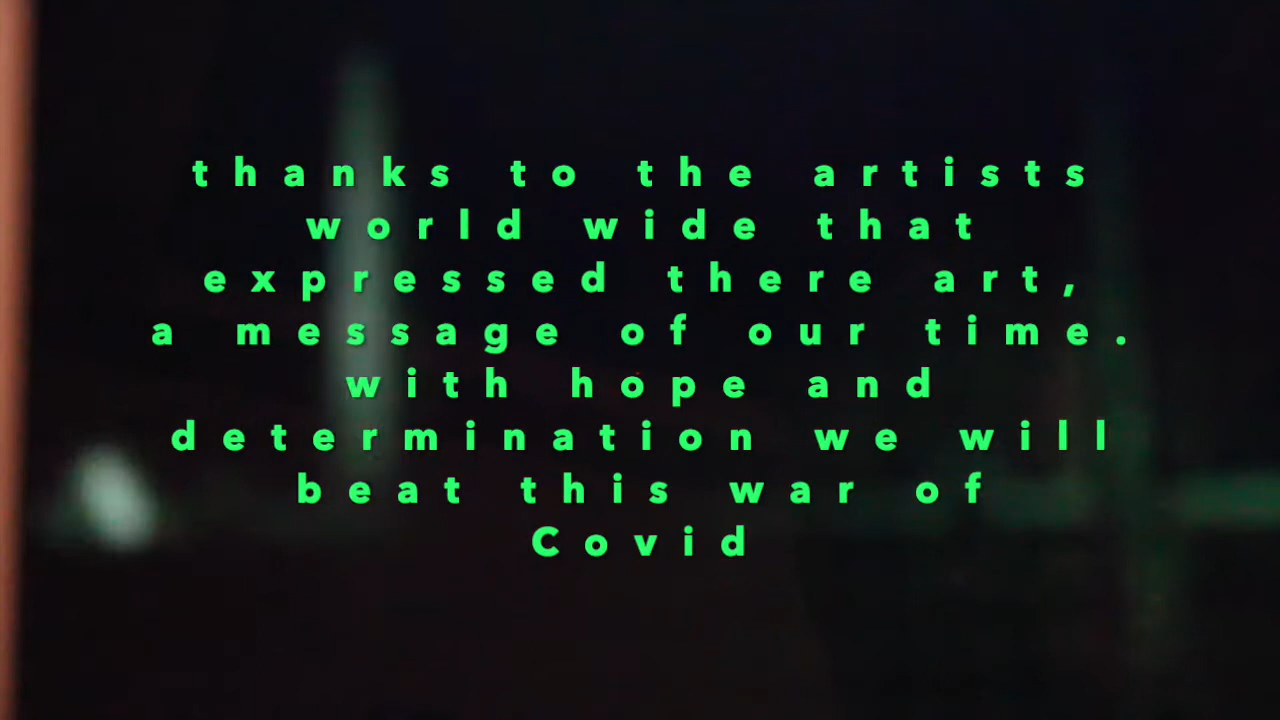 thanks to the artists
world wide that
expressed there art,
a message of our time.
with hope and
determination we will
beat this war of
Covid